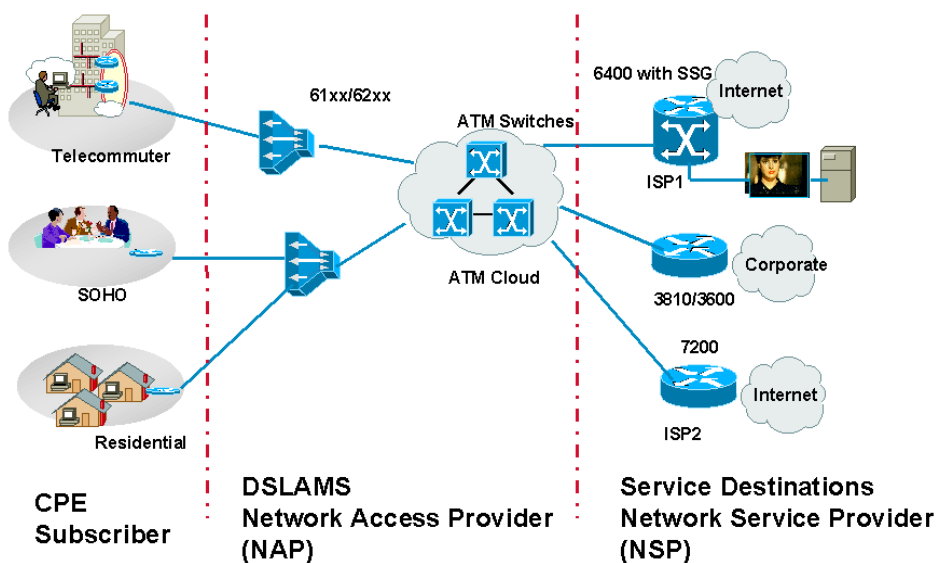 6400 with SSG
Internet
61xx/62xx
ATM Switches
Telecommuter
ISP1
SOHO
ATM Cloud
Corporate
3810/3600
7200
Internet
Residential
ISP2
CPE
Subscriber
DSLAMS
Network Access Provider
(NAP)
Service Destinations
Network Service Provider
(NSP)